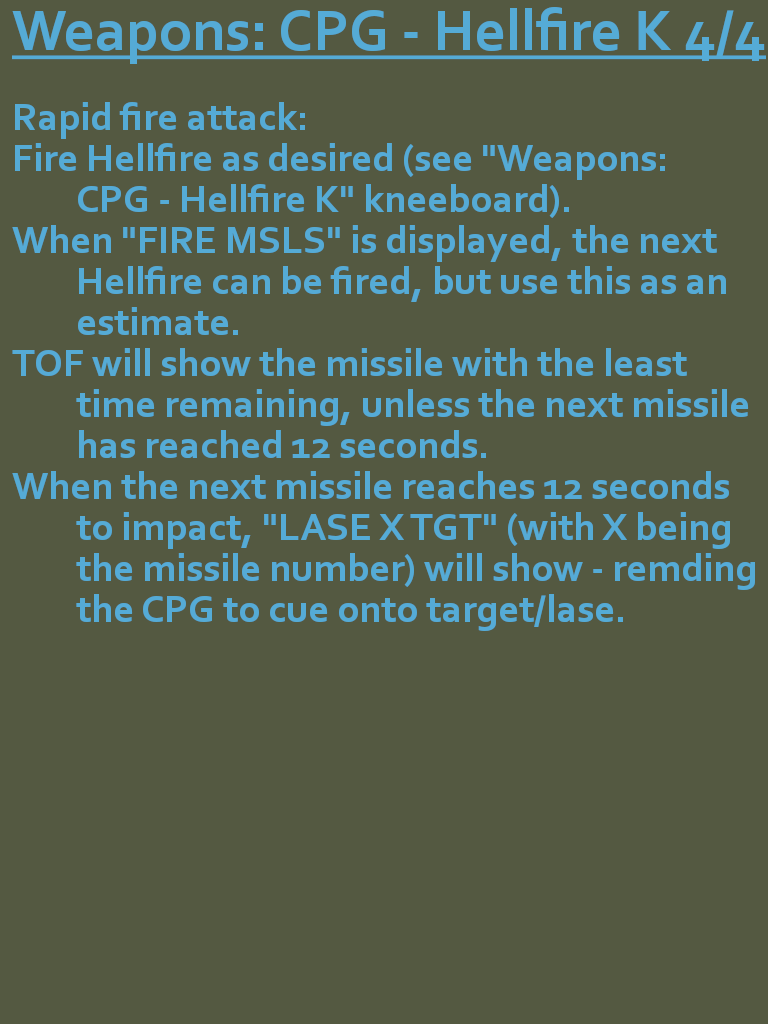 Weapons: CPG - Hellfire K 4/4
Rapid fire attack:
Fire Hellfire as desired (see "Weapons:
CPG - Hellfire K" kneeboard).
When "FIRE MSLS" is displayed, the next
Hellfire can be fired, but use this as an
estimate.
TOF will show the missile with the least
time remaining, unless the next missile
has reached 12 seconds.
When the next missile reaches 12 seconds
to impact, "LASE X TGT" (with X being
the missile number) will show - remding
the CPG to cue onto target/lase.